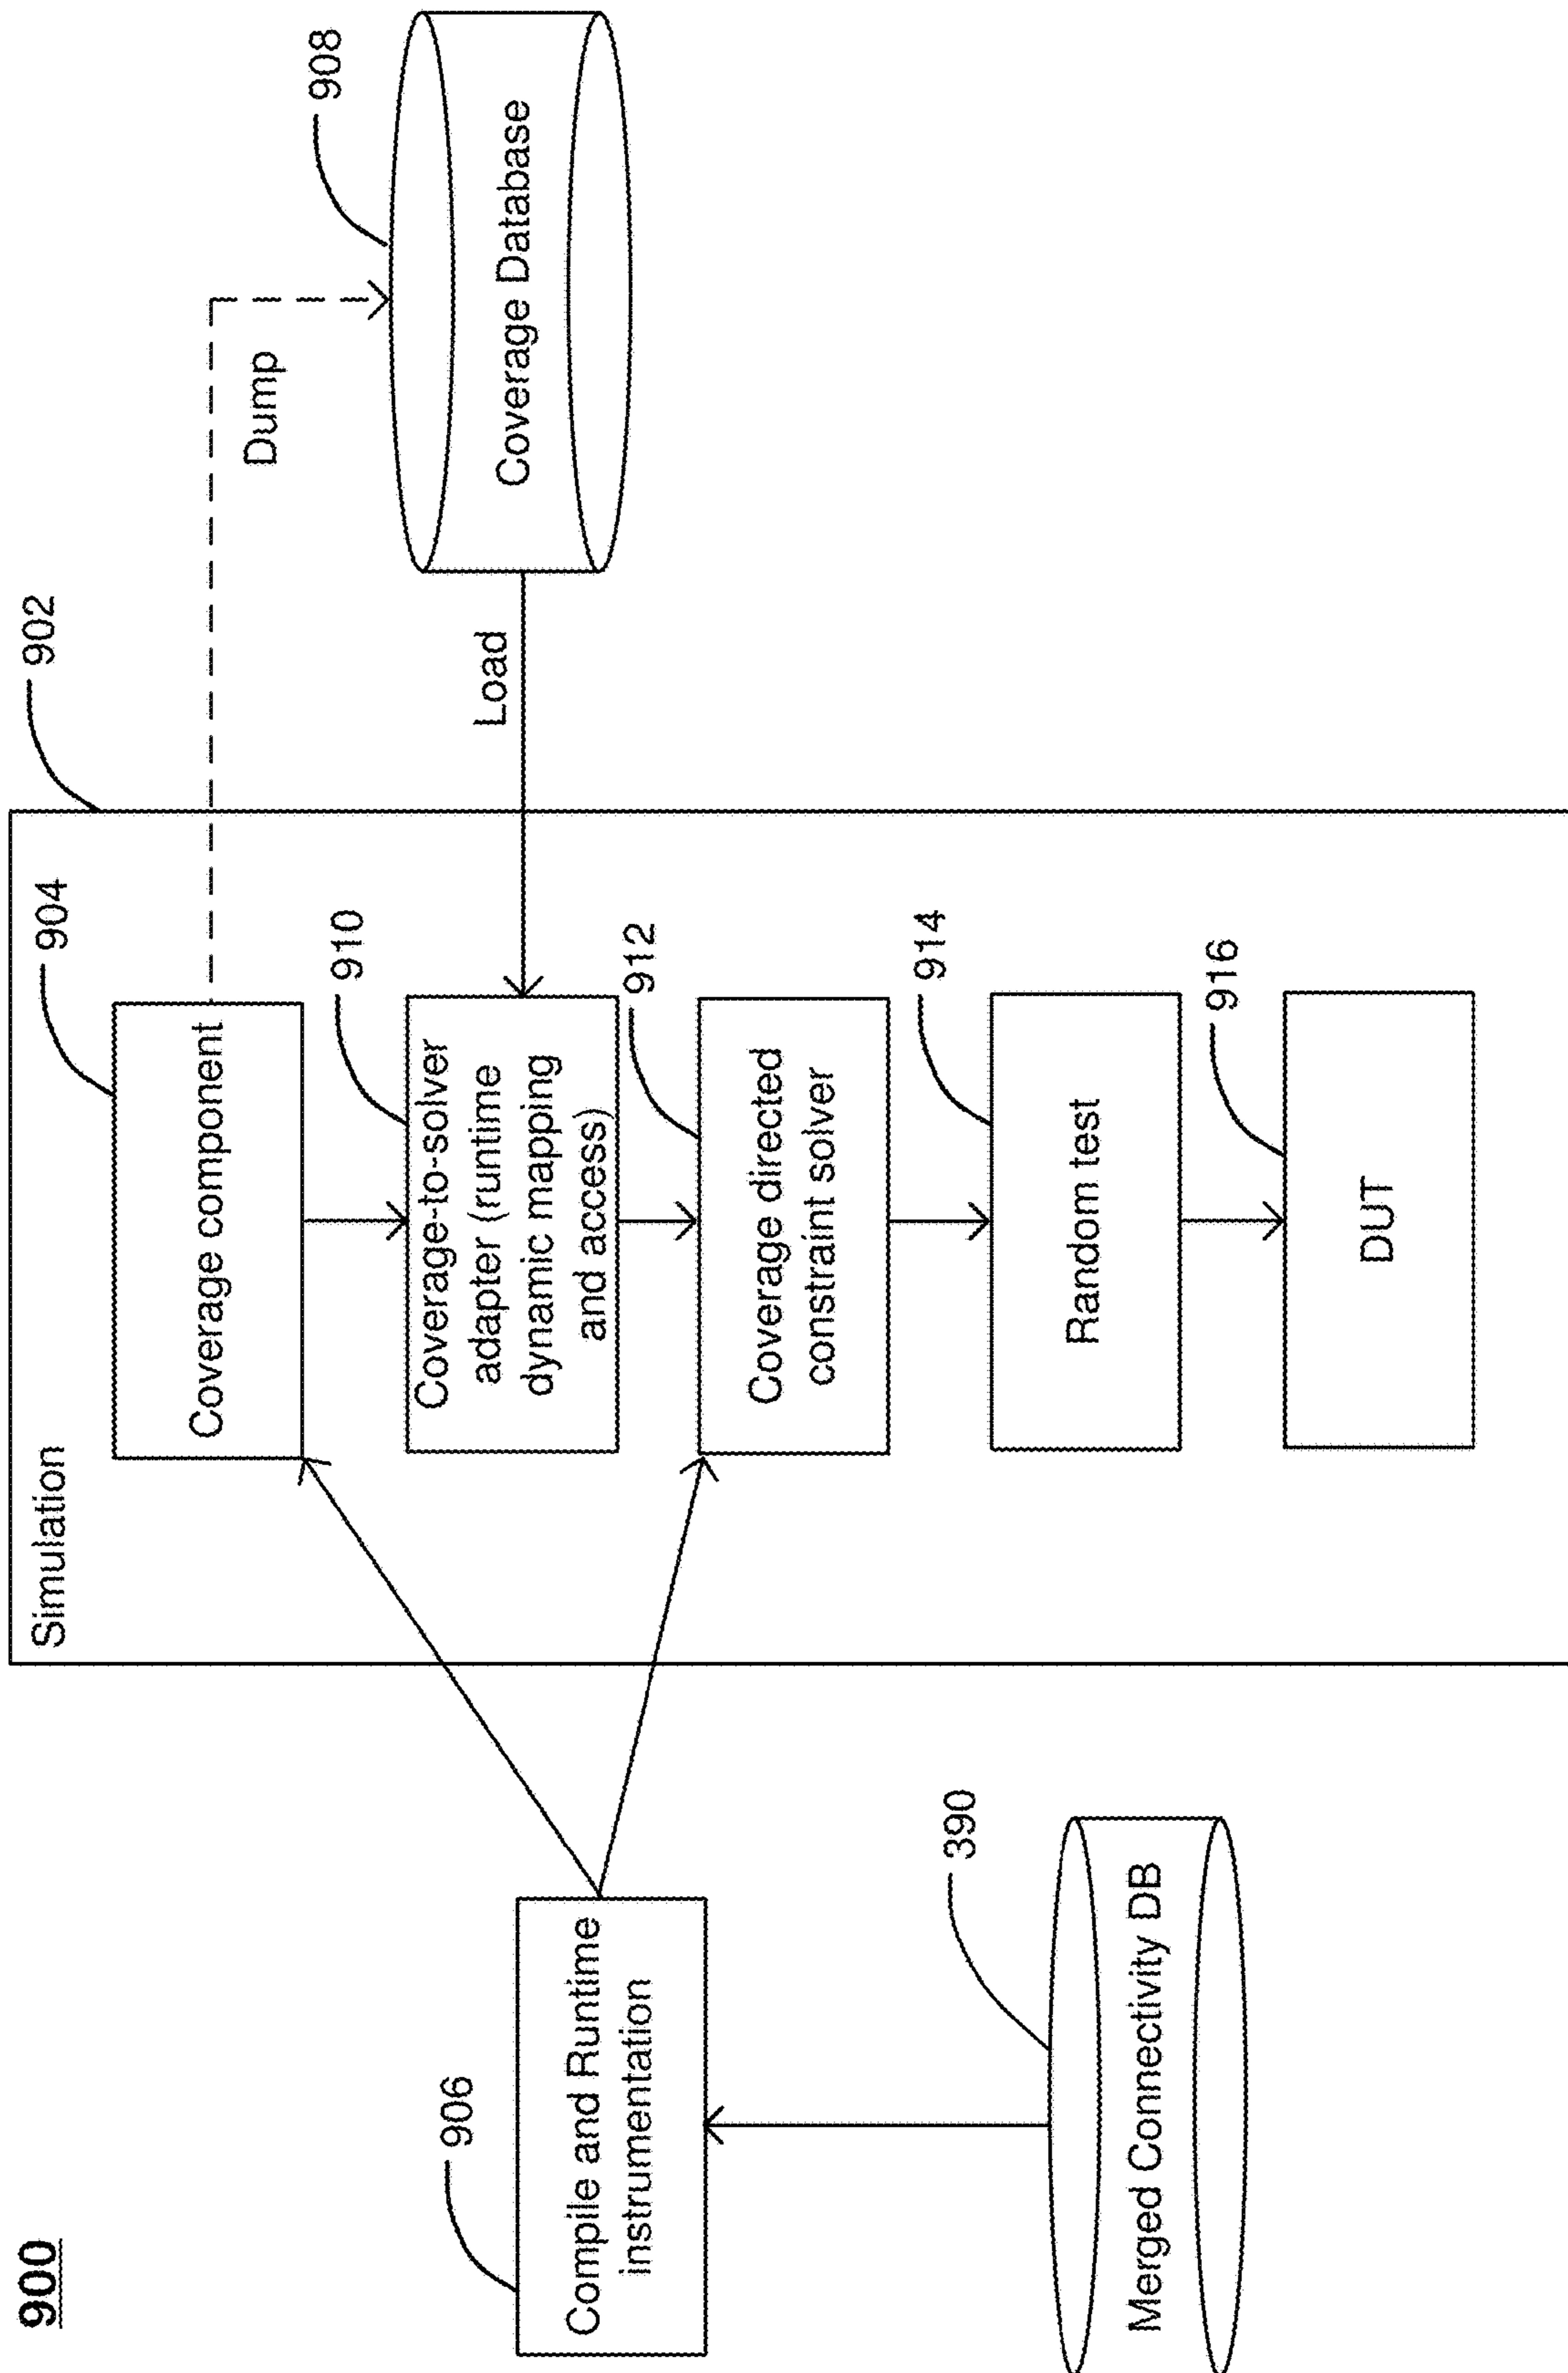 900
902
Simulation
904
Coverage component
Dump
908
Coverage Database
Load
910
Coverage-to-solver
adapter (runtime
dynamic mapping
and access)
906
Compile and Runtime
instrumentation
912
Coverage directed
constraint solver
914
Random test
390
Merged Connectivity DB
916
DUT